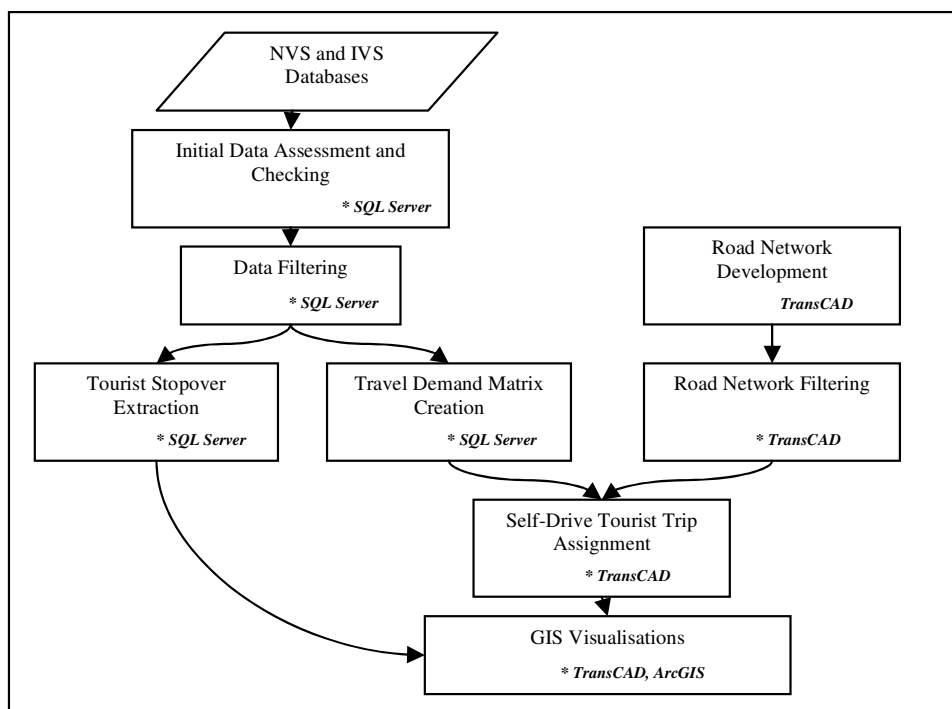 NVS and IVS
Databases
Initial Data Assessment and
Checking
* SQL Server
Data Filtering
* SQL Server
Road Network
Development
TransCAD
Tourist Stopover
Extraction
* SQL Server
Travel Demand Matrix
Creation
* SQL Server
Road Network Filtering
* TransCAD
Self-Drive Tourist Trip
Assignment
* TransCAD
GIS Visualisations
* TransCAD, ArcGIS